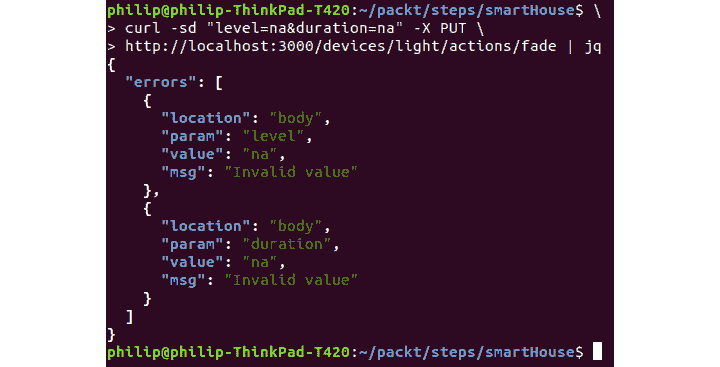 philip@philip-ThinkPad-T420:~/packt/steps/smartHouse$ \
> curl -sd "level=na&duration=na" -X PUT \
> http://localhost:3000/devices/light/actions/fade | jq
{
  "errors": [
    {
      "location": "body",
      "param": "level",
      "value": "na",
      "msg": "Invalid value"
    },
    {
      "location": "body",
      "param": "duration",
      "value": "na",
      "msg": "Invalid value"
    }
  ]
}
philip@philip-ThinkPad-T420:~/packt/steps/smartHouse$